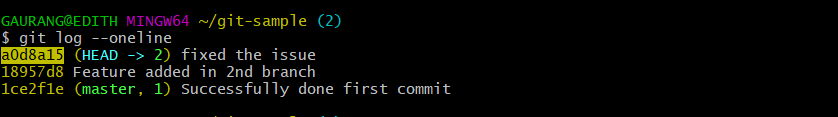 GAURANG@EDITH MINGW64 ~/git-sample (2)
$ git log --oneline
a0d8a15 (HEAD -> 2) fixed the issue
18957d8 Feature added in 2nd branch
1ce2f1e (master, 1) Successfully done first commit